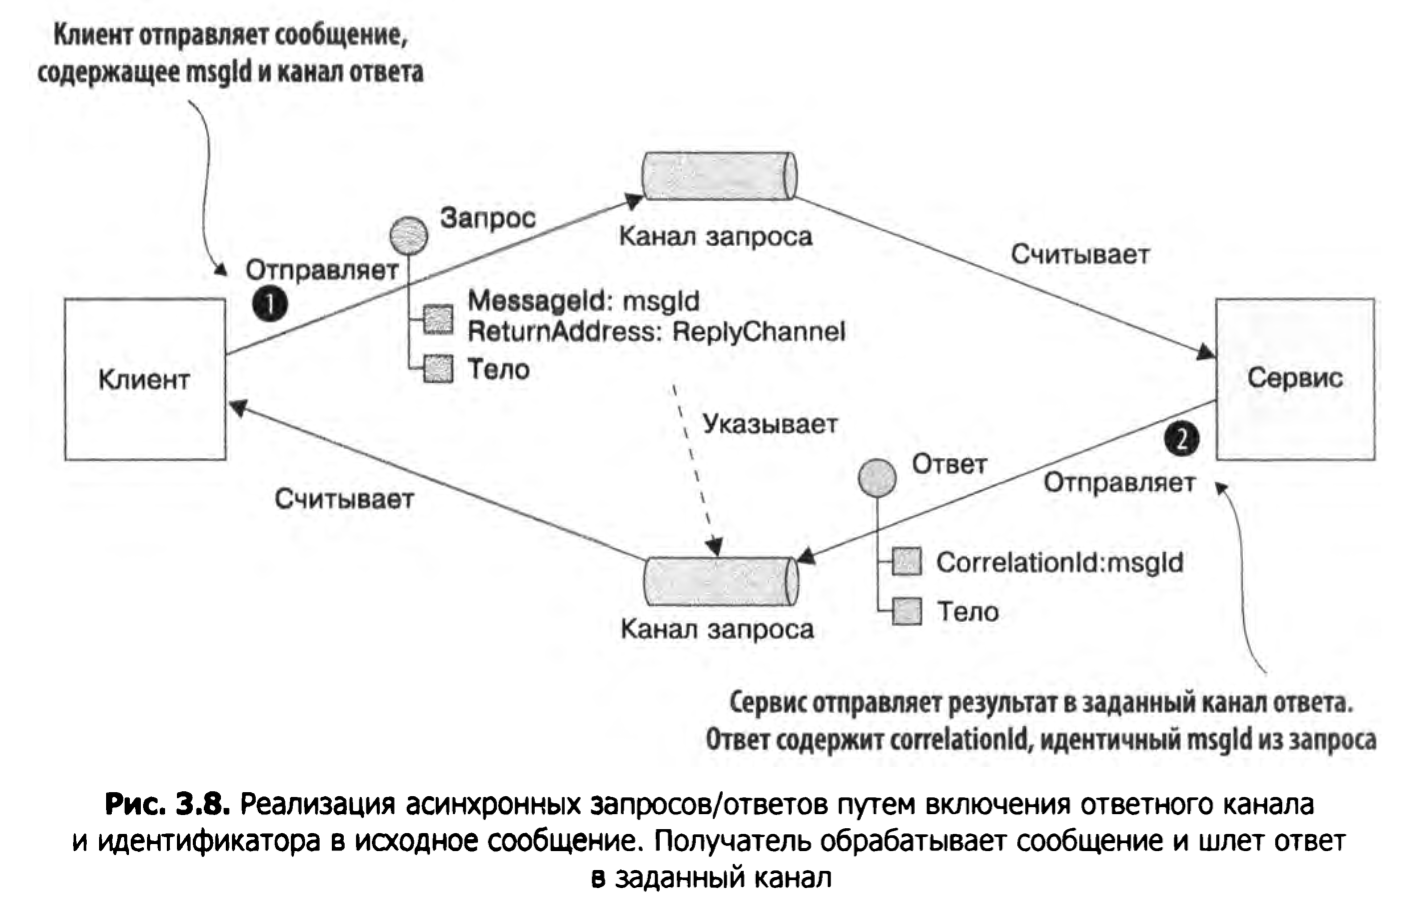 Клиент отправляет сообщение,
содержащее msgId и канал ответа
Запрос
Канал запроса
Считывает
Отправляет
1
MessageId: msgId
ReturnAddress: ReplyChannel
Тело
Клиент
Сервис
Указывает
2
Ответ
Отправляет
Считывает
CorrelationId:msgId
Тело
Канал запроса
Сервис отправляет результат в заданный канал ответа.
Ответ содержит correlationId, идентичный msgId из запроса
Рис. 3.8. Реализация асинхронных запросов/ответов путем включения ответного канала
и идентификатора в исходное сообщение. Получатель обрабатывает сообщение и шлет ответ
в заданный канал